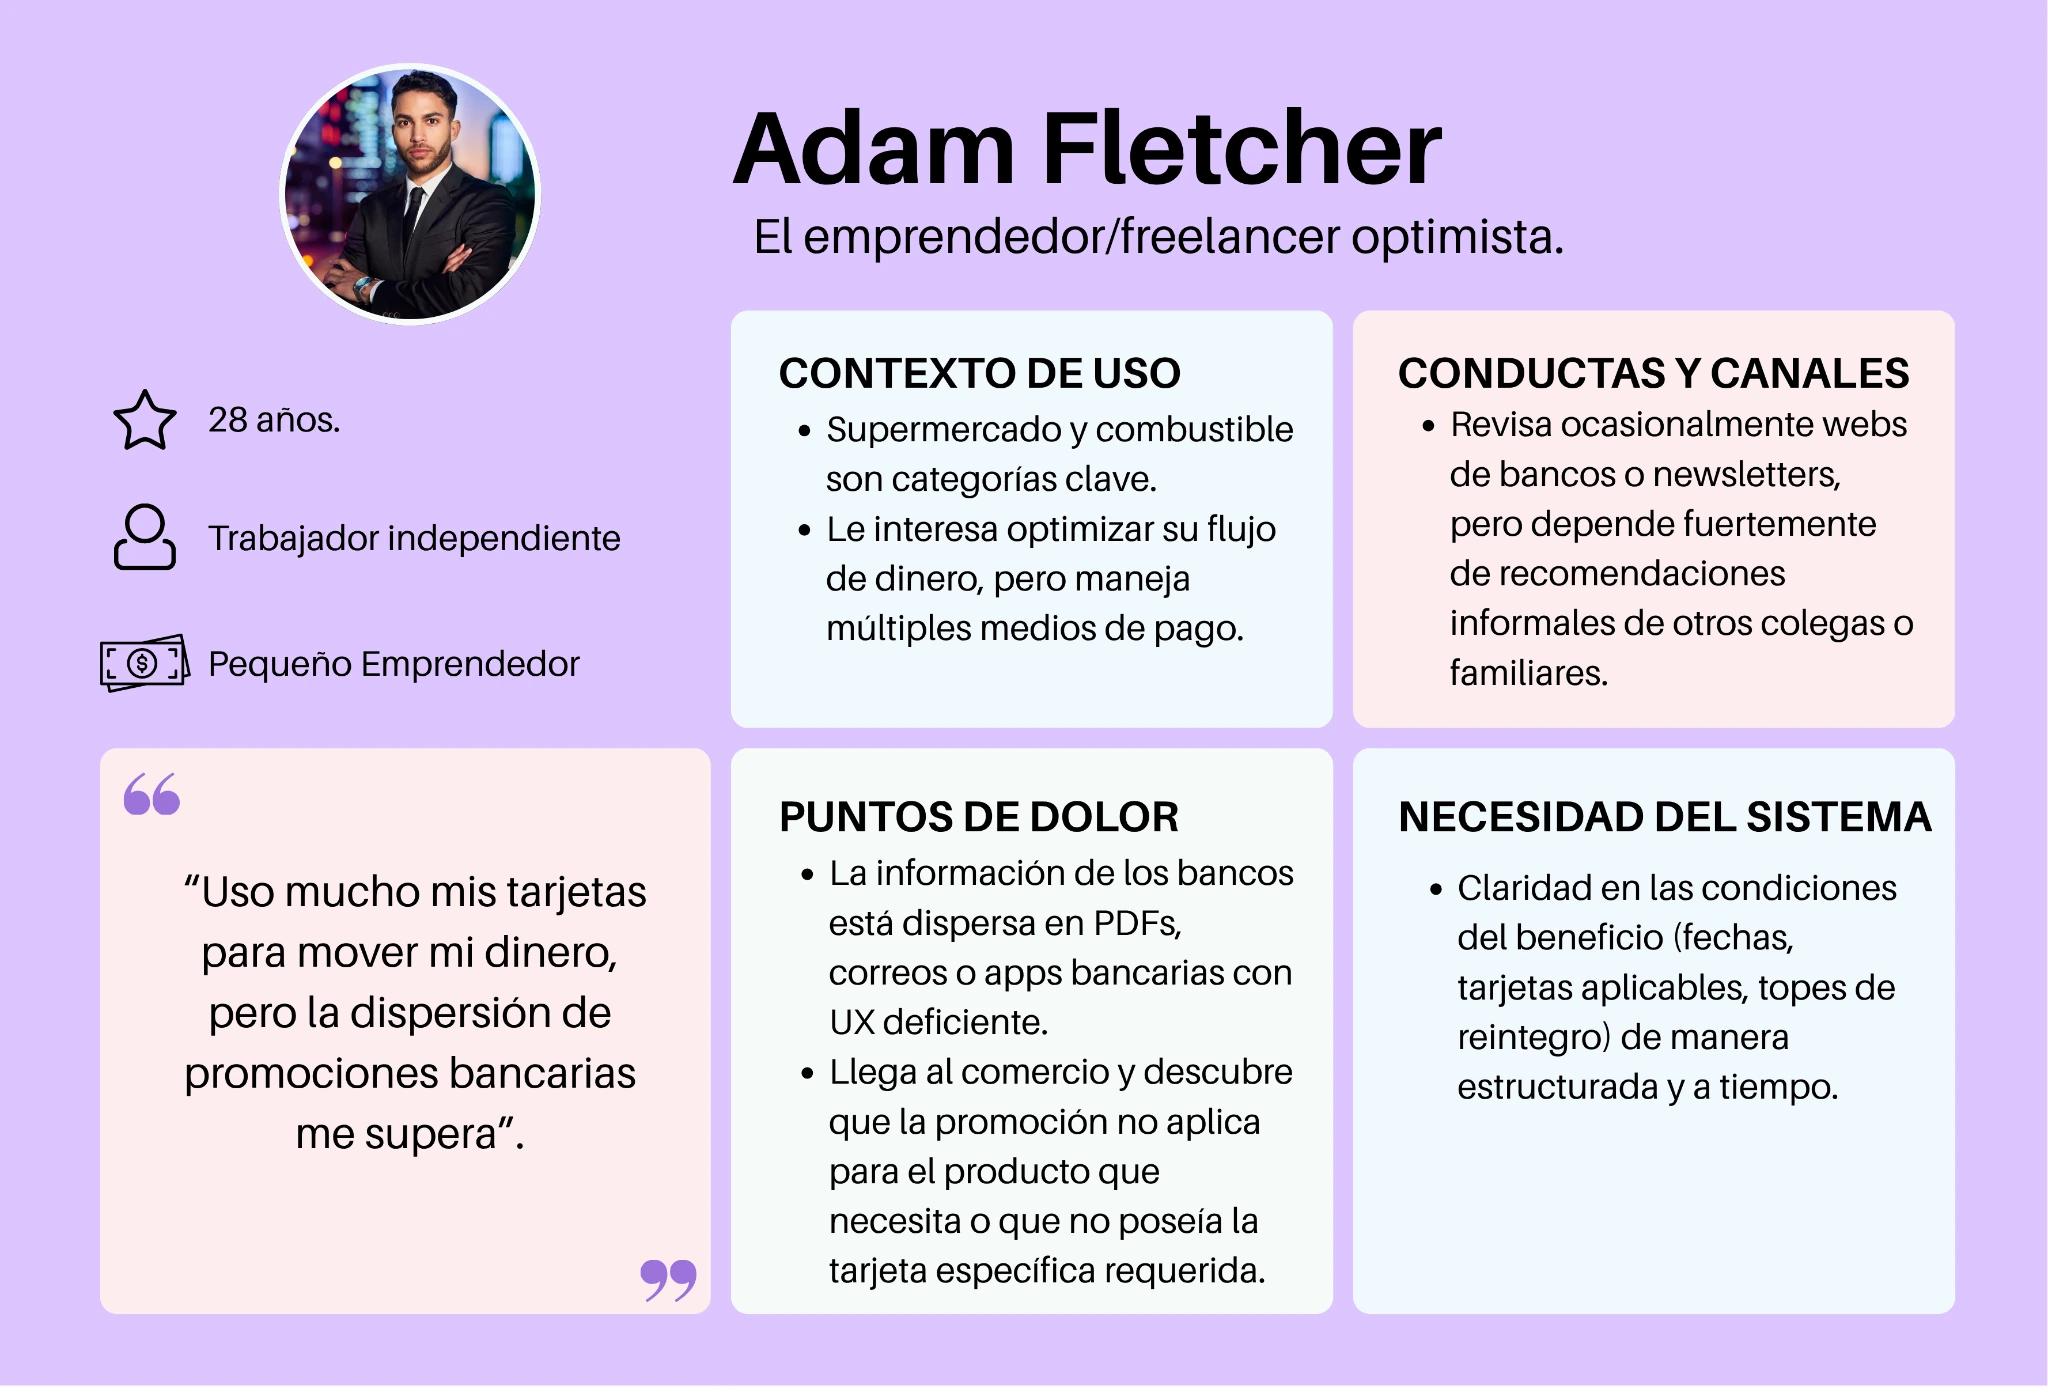 Adam Fletcher
El emprendedor/freelancer optimista.
28 años.
Trabajador independiente
Pequeño Emprendedor
CONTEXTO DE USO
• Supermercado y combustible
son categorías clave.
• Le interesa optimizar su flujo
de dinero, pero maneja
múltiples medios de pago.
CONDUCTAS Y CANALES
• Revisa ocasionalmente webs
de bancos o newsletters,
pero depende fuertemente
de recomendaciones
informales de otros colegas o
familiares.
“Uso mucho mis tarjetas
para mover mi dinero,
pero la dispersión de
promociones bancarias
me supera”.
PUNTOS DE DOLOR
• La información de los bancos
está dispersa en PDFs,
correos o apps bancarias con
UX deficiente.
• Llega al comercio y descubre
que la promoción no aplica
para el producto que
necesita o que no poseía la
tarjeta específica requerida.
NECESIDAD DEL SISTEMA
• Claridad en las condiciones
del beneficio (fechas,
tarjetas aplicables, topes de
reintegro) de manera
estructurada y a tiempo.